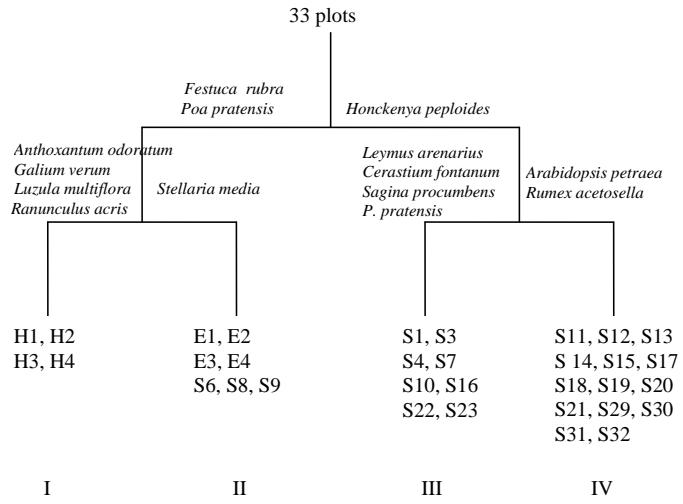 33 plots
Festuca rubra
Poa pratensis
Honckenya peploides
Anthoxantum odoratum
Galium verum
Luzula multiflora
Ranunculus acris
Stellaria media
Leymus arenarius
Cerastium fontanum
Sagina procumbens
P. pratensis
Arabidopsis petraea
Rumex acetosella
H1, H2
H3, H4
E1, E2
E3, E4
S6, S8, S9
S1, S3
S4, S7
S10, S16
S22, S23
S11, S12, S13
S 14, S15, S17
S18, S19, S20
S21, S29, S30
S31, S32
I
II
III
IV